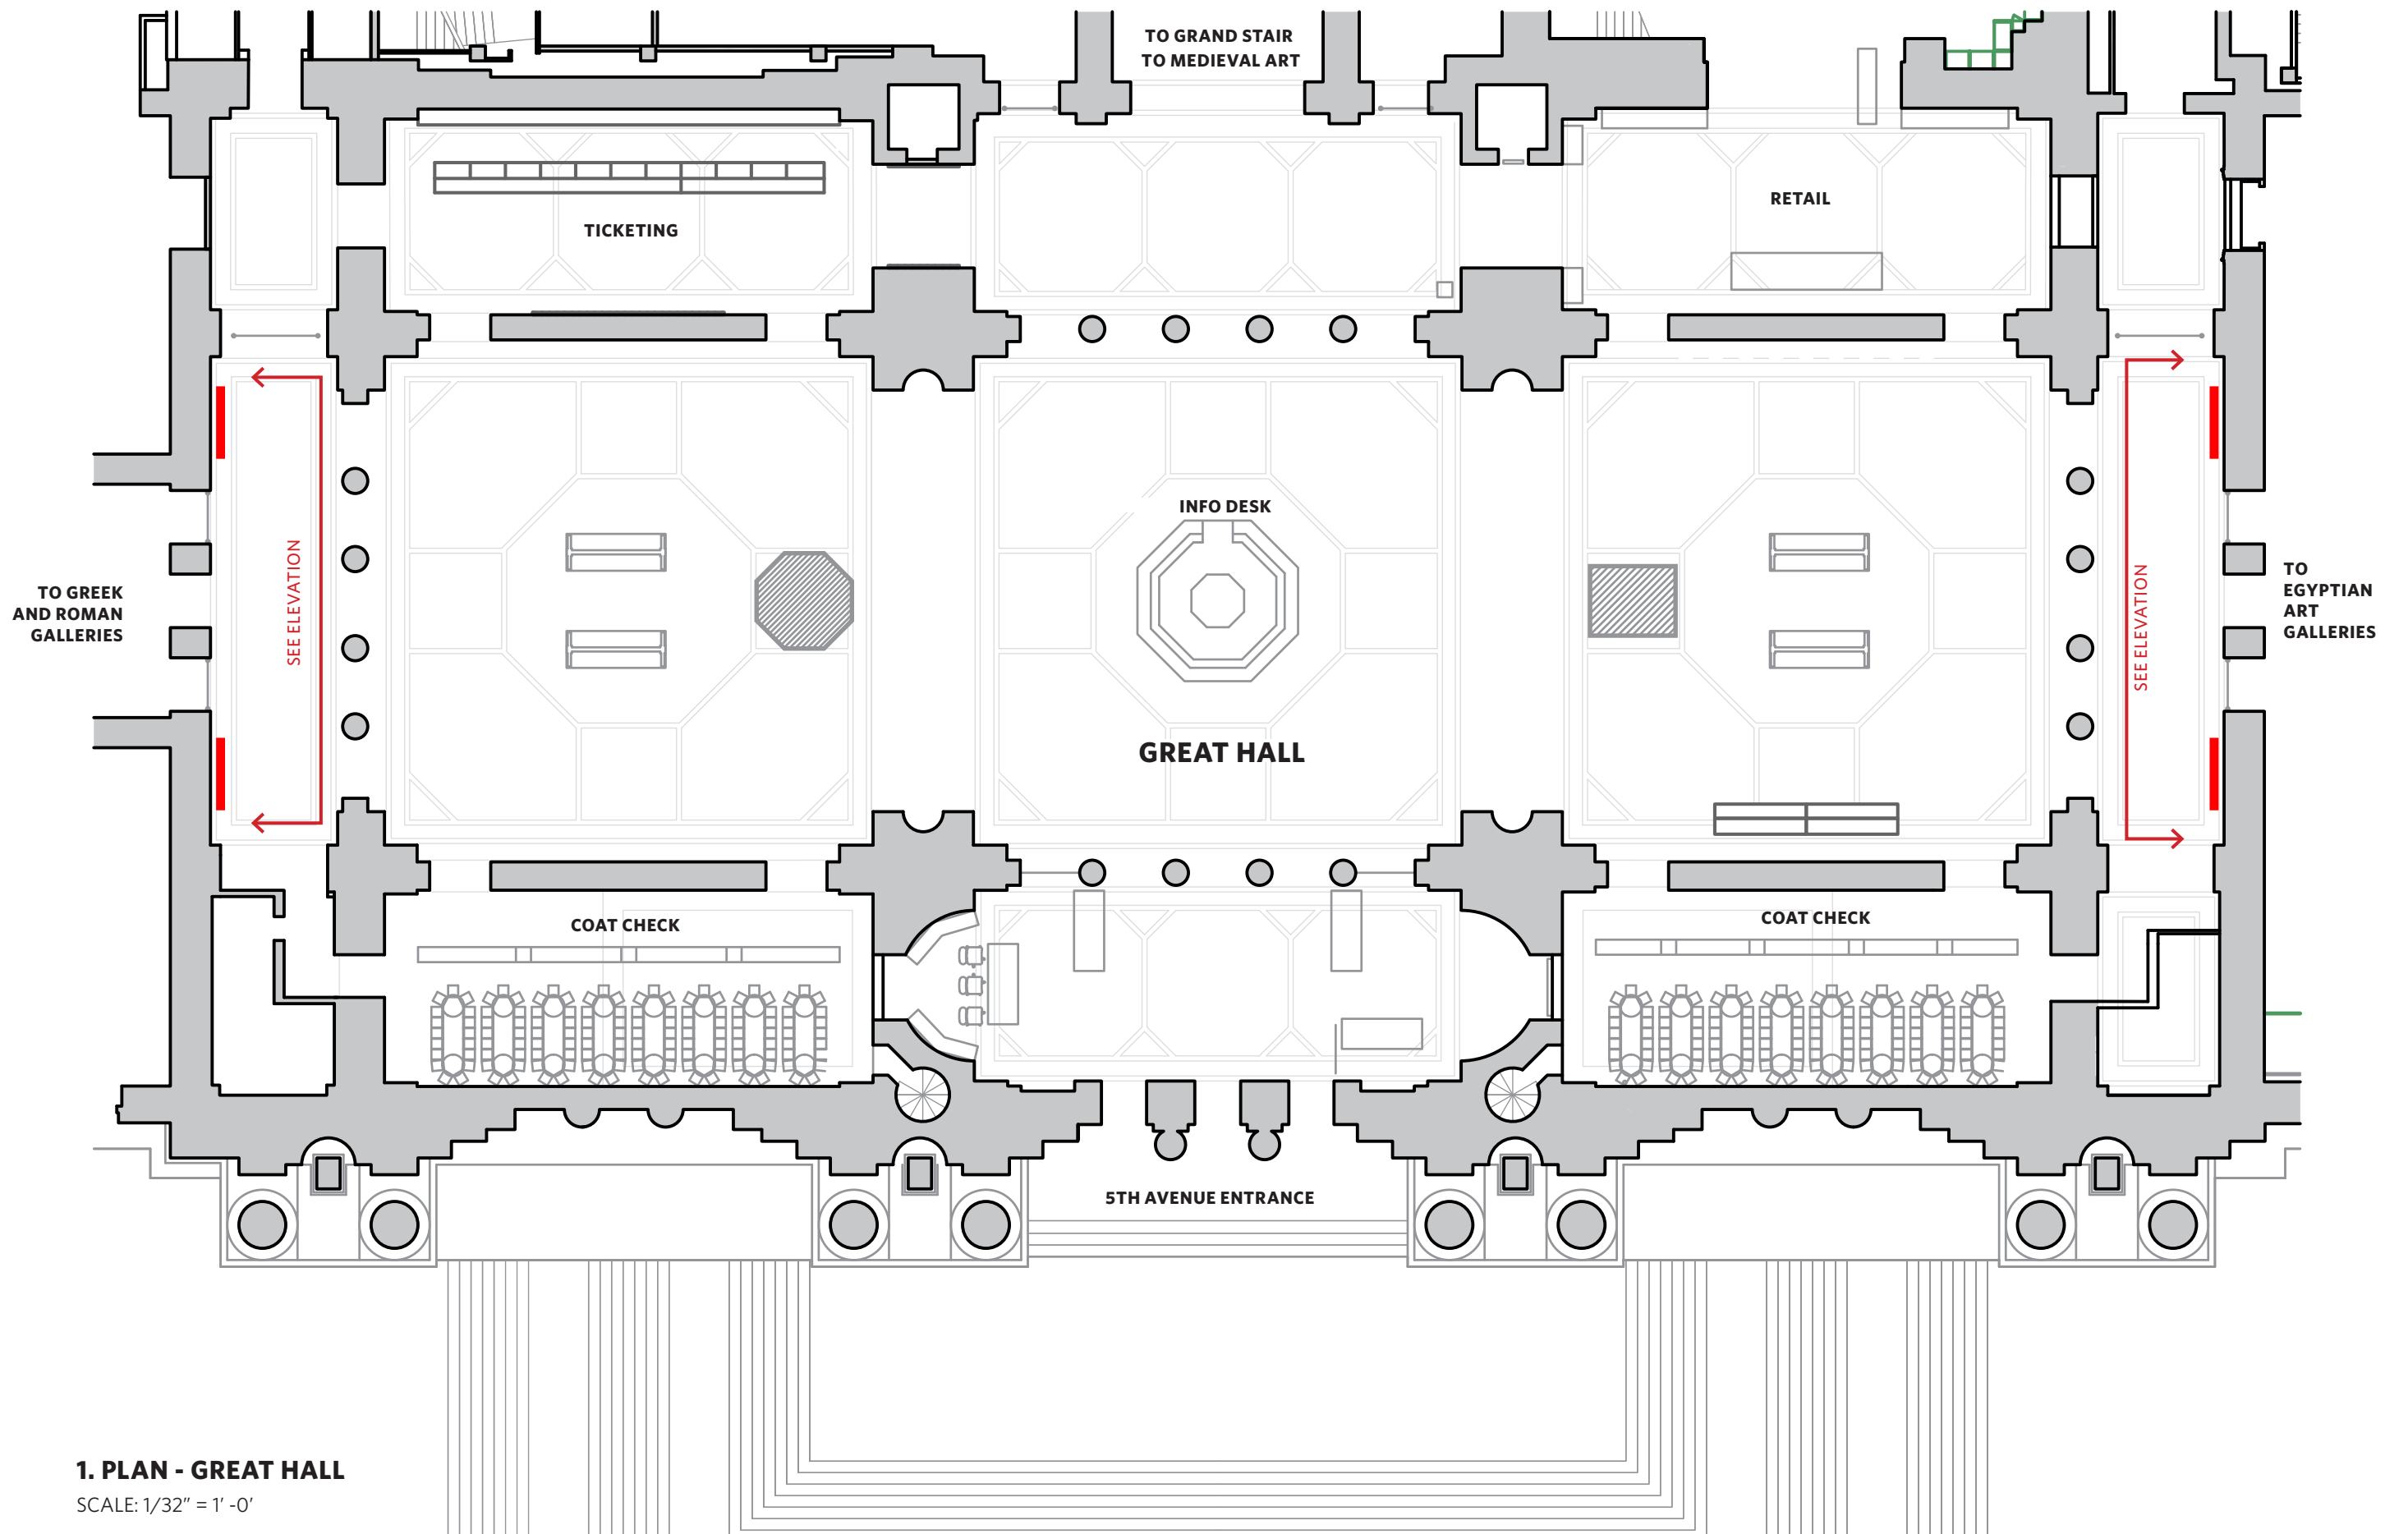 TO GRAND STAIR
TO MEDIEVAL ART
TICKETING
RETAIL
INFO DESK
TO GREEK
AND ROMAN
GALLERIES
SEE ELEVATION
SEE ELEVATION
TO
EGYPTIAN
ART
GALLERIES
GREAT HALL
COAT CHECK
COAT CHECK
5TH AVENUE ENTRANCE
1. PLAN - GREAT HALL
SCALE: 1/32” = 1’ -0’